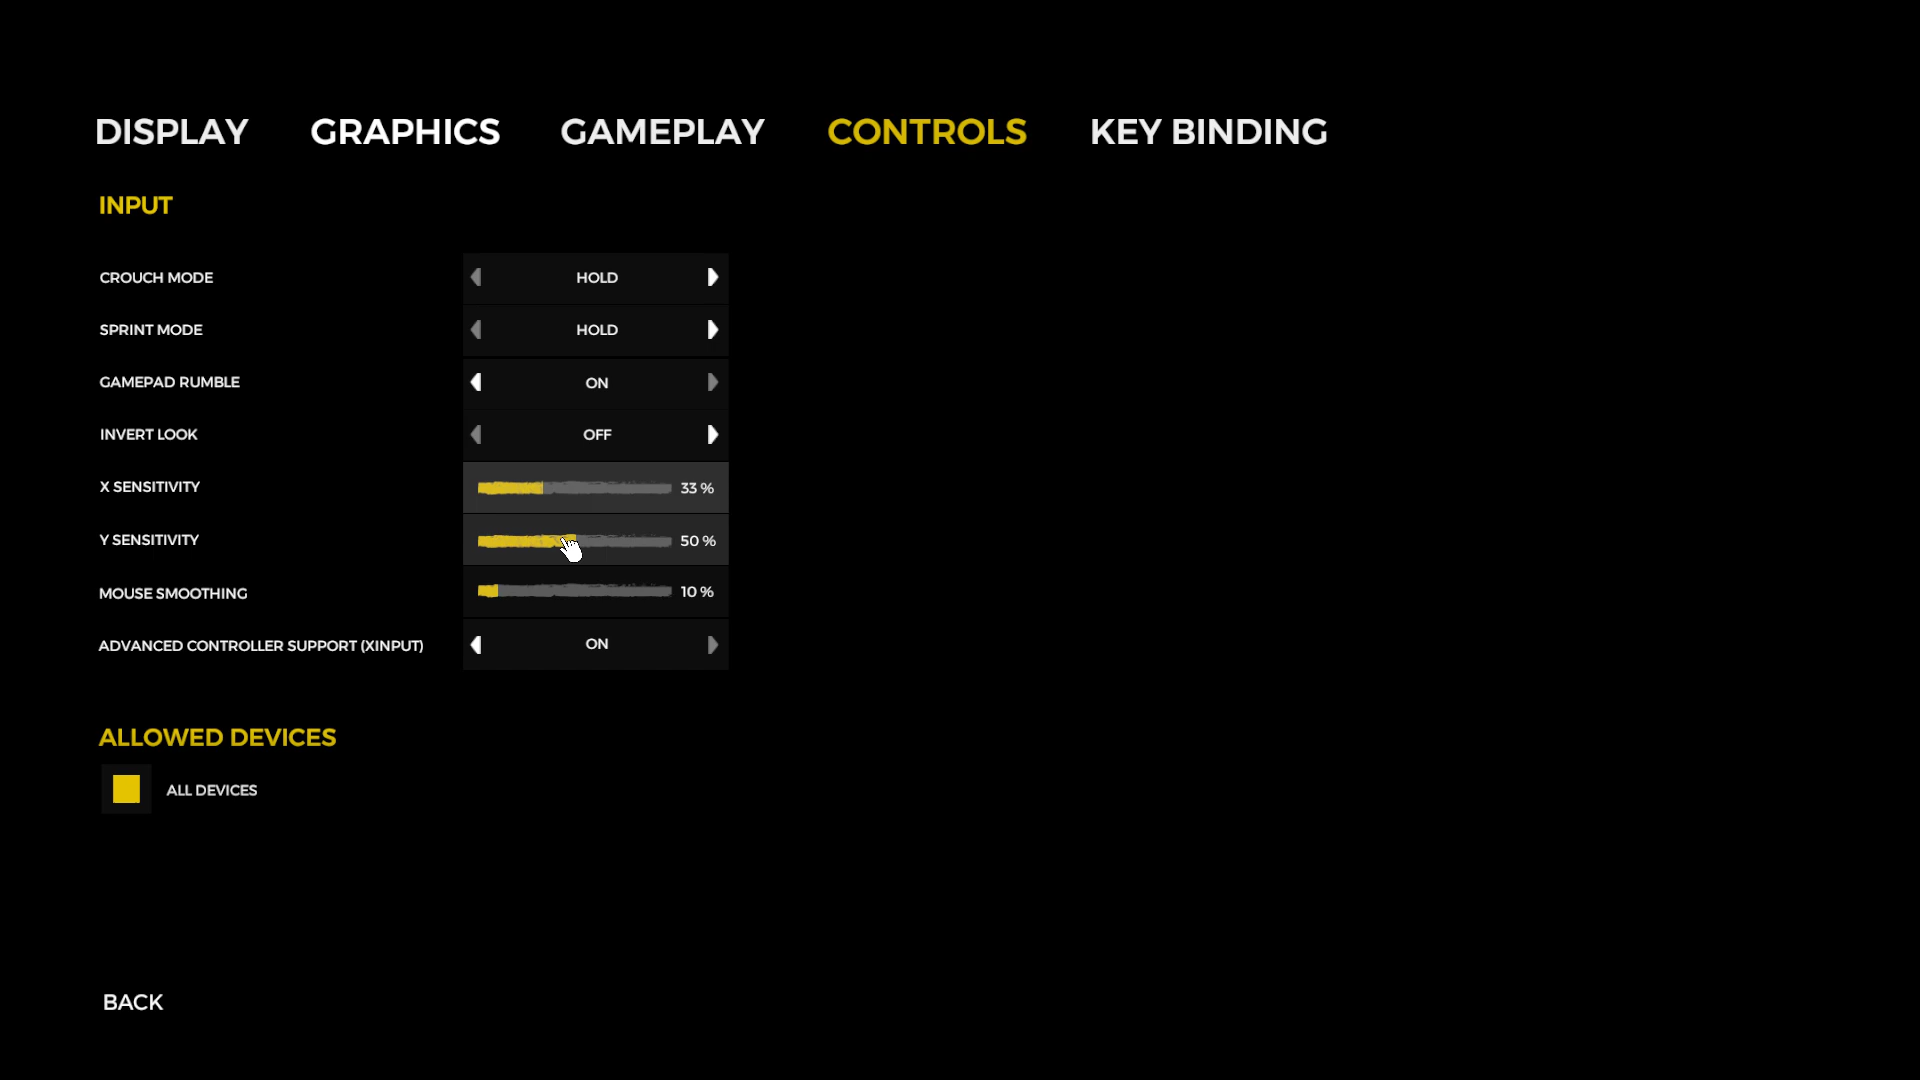 DISPLAY GRAPHICS GAMEPLAY CONTROLS KEY BINDING
INPUT
CROUCH MODE HOLD
SPRINT MODE HOLD
GAMEPAD RUMBLE ON
INVERT LOOK OFF
X SENSITIVITY 33 %
Y SENSITIVITY 50 %
MOUSE SMOOTHING 10 %
ADVANCED CONTROLLER SUPPORT (XINPUT) ON
ALLOWED DEVICES
ALL DEVICES
BACK